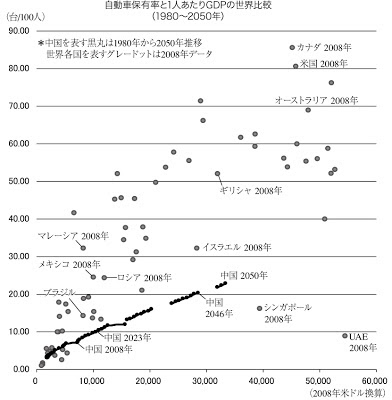 自動車保有率と1人あたりGDPの世界比較
(1980〜2050年)
(台/100人)
90.00
80.00
70.00
60.00
50.00
40.00
30.00
20.00
10.00
0.00
*中国を表す黒丸は1980年から2050年推移
世界各国を表すグレードットは2008年データ
カナダ 2008年
米国 2008年
オーストラリア 2008年
ギリシャ 2008年
マレーシア 2008年
イスラエル 2008年
メキシコ 2008年
ロシア 2008年
中国 2050年
ブラジル
中国
2046年
シンガポール
2008年
中国 2023年
中国 2008年
UAE
2008年
0
10,000
20,000
30,000
40,000
50,000
60,000
(2008年米ドル換算)